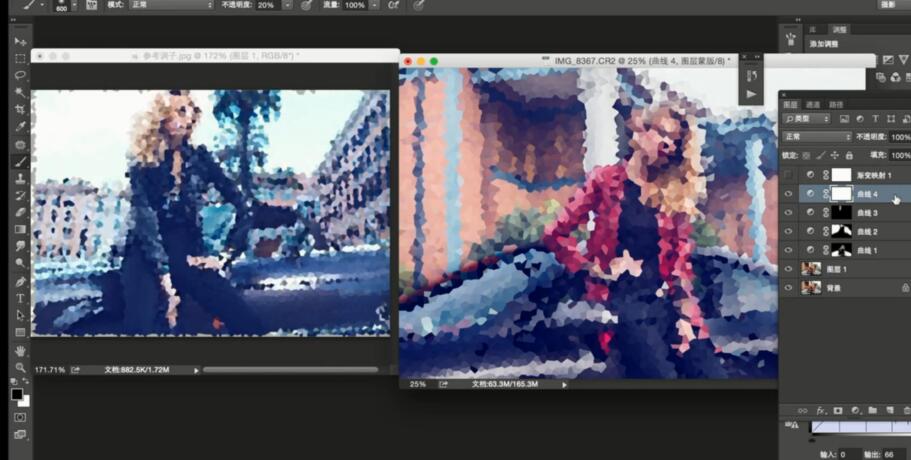 600
模式: 正常
不透明度: 20%
流量: 100%
摄影
参考调子.jpg @ 172% (图层 1, RGB/8*) *
IMG_8367.CR2 @ 25% (曲线 4, 图层蒙版/8) *
库 调整
添加调整
图层 通道 路径
类型
正常
不透明度: 100%
锁定:
填充: 100%
渐变映射 1
曲线 4
曲线 3
曲线 2
曲线 1
图层 1
背景
171.71%
文档:882.5K/1.72M
25%
文档:63.3M/165.3M
fx
输入: 0 输出: 66